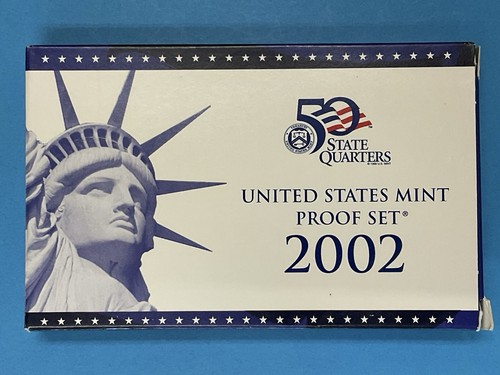 50
STATE
QUARTERS
UNITED STATES MINT
PROOF SET®
2002